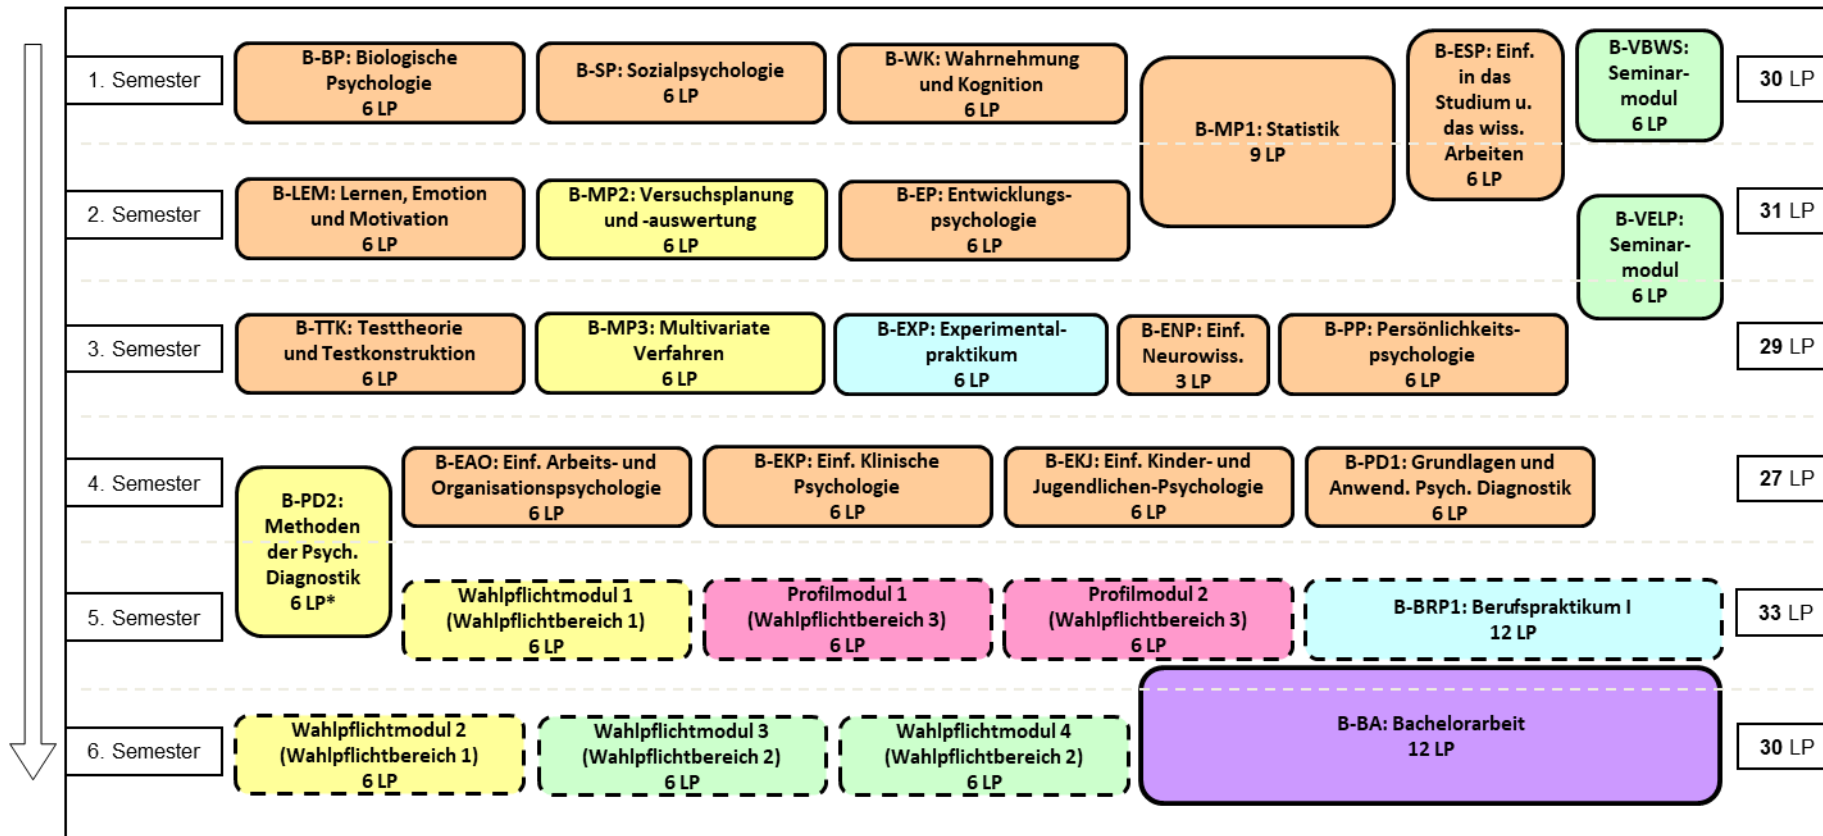 1. Semester
B-BP: Biologische
Psychologie
6 LP
B-SP: Sozialpsychologie
6 LP
B-WK: Wahrnehmung
und Kognition
6 LP
B-MP1: Statistik
9 LP
B-ESP: Einf.
in das
Studium u.
das wiss.
Arbeiten
6 LP
B-VBWS:
Seminar-
modul
6 LP
30 LP
2. Semester
B-LEM: Lernen, Emotion
und Motivation
6 LP
B-MP2: Versuchsplanung
und -auswertung
6 LP
B-EP: Entwicklungs-
psychologie
6 LP
B-VELP:
Seminar-
modul
6 LP
31 LP
3. Semester
B-TTK: Testtheorie
und Testkonstruktion
6 LP
B-MP3: Multivariate
Verfahren
6 LP
B-EXP: Experimental-
praktikum
6 LP
B-ENP: Einf.
Neurowiss.
3 LP
B-PP: Persönlichkeits-
psychologie
6 LP
29 LP
4. Semester
B-PD2:
Methoden
der Psych.
Diagnostik
6 LP*
B-EAO: Einf. Arbeits- und
Organisationspsychologie
6 LP
B-EKP: Einf. Klinische
Psychologie
6 LP
B-EKJ: Einf. Kinder- und
Jugendlichen-Psychologie
6 LP
B-PD1: Grundlagen und
Anwend. Psych. Diagnostik
6 LP
27 LP
5. Semester
Wahlpflichtmodul 1
(Wahlpflichtbereich 1)
6 LP
Profilmodul 1
(Wahlpflichtbereich 3)
6 LP
Profilmodul 2
(Wahlpflichtbereich 3)
6 LP
B-BRP1: Berufspraktikum I
12 LP
33 LP
6. Semester
Wahlpflichtmodul 2
(Wahlpflichtbereich 1)
6 LP
Wahlpflichtmodul 3
(Wahlpflichtbereich 2)
6 LP
Wahlpflichtmodul 4
(Wahlpflichtbereich 2)
6 LP
B-BA: Bachelorarbeit
12 LP
30 LP